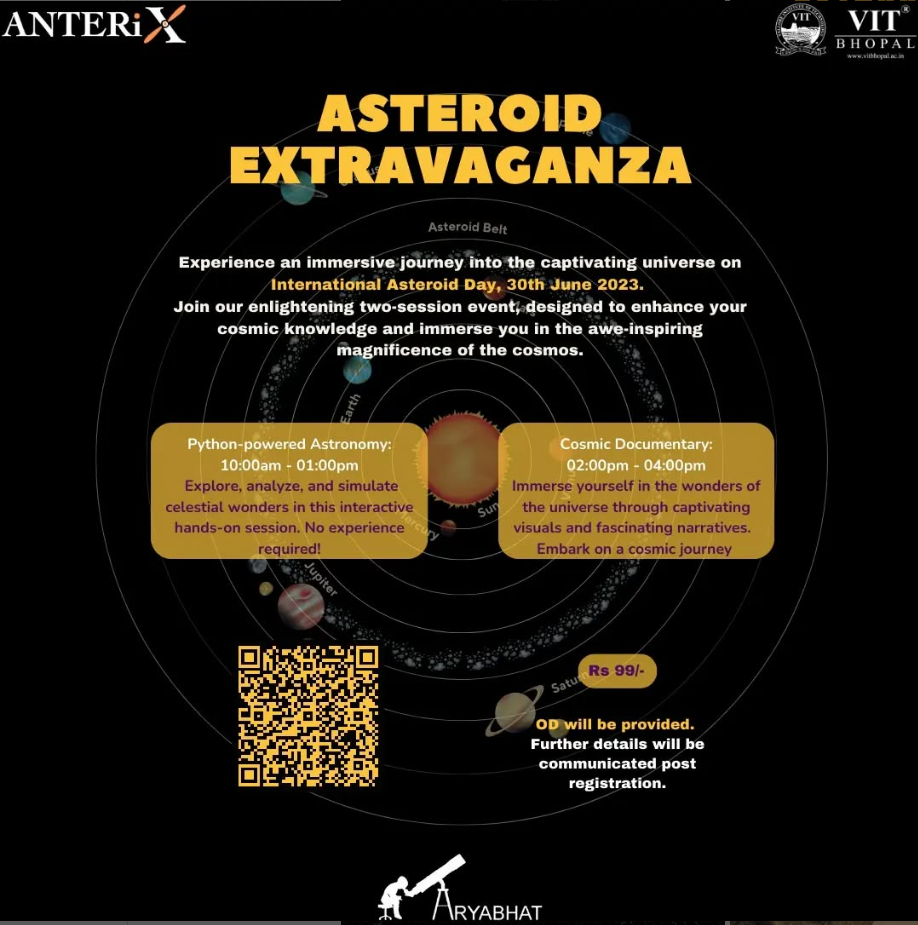 ANTERiX
VIT
VIT®
BHOPAL
www.vitbhopal.ac.in
ASTEROID
EXTRAVAGANZA
Asteroid Belt
Experience an immersive journey into the captivating universe on
International Asteroid Day, 30th June 2023.
Join our enlightening two-session event, designed to enhance your
cosmic knowledge and immerse you in the awe-inspiring
magnificence of the cosmos.
Earth
Python-powered Astronomy:
10:00am - 01:00pm
Explore, analyze, and simulate
celestial wonders in this interactive
hands-on session. No experience
required!
Cosmic Documentary:
02:00pm - 04:00pm
Immerse yourself in the wonders of
the universe through captivating
visuals and fascinating narratives.
Embark on a cosmic journey
Sun
Mercury
Jupiter
Saturn
Rs 99/-
OD will be provided.
Further details will be
communicated post
registration.
ARYABHAT